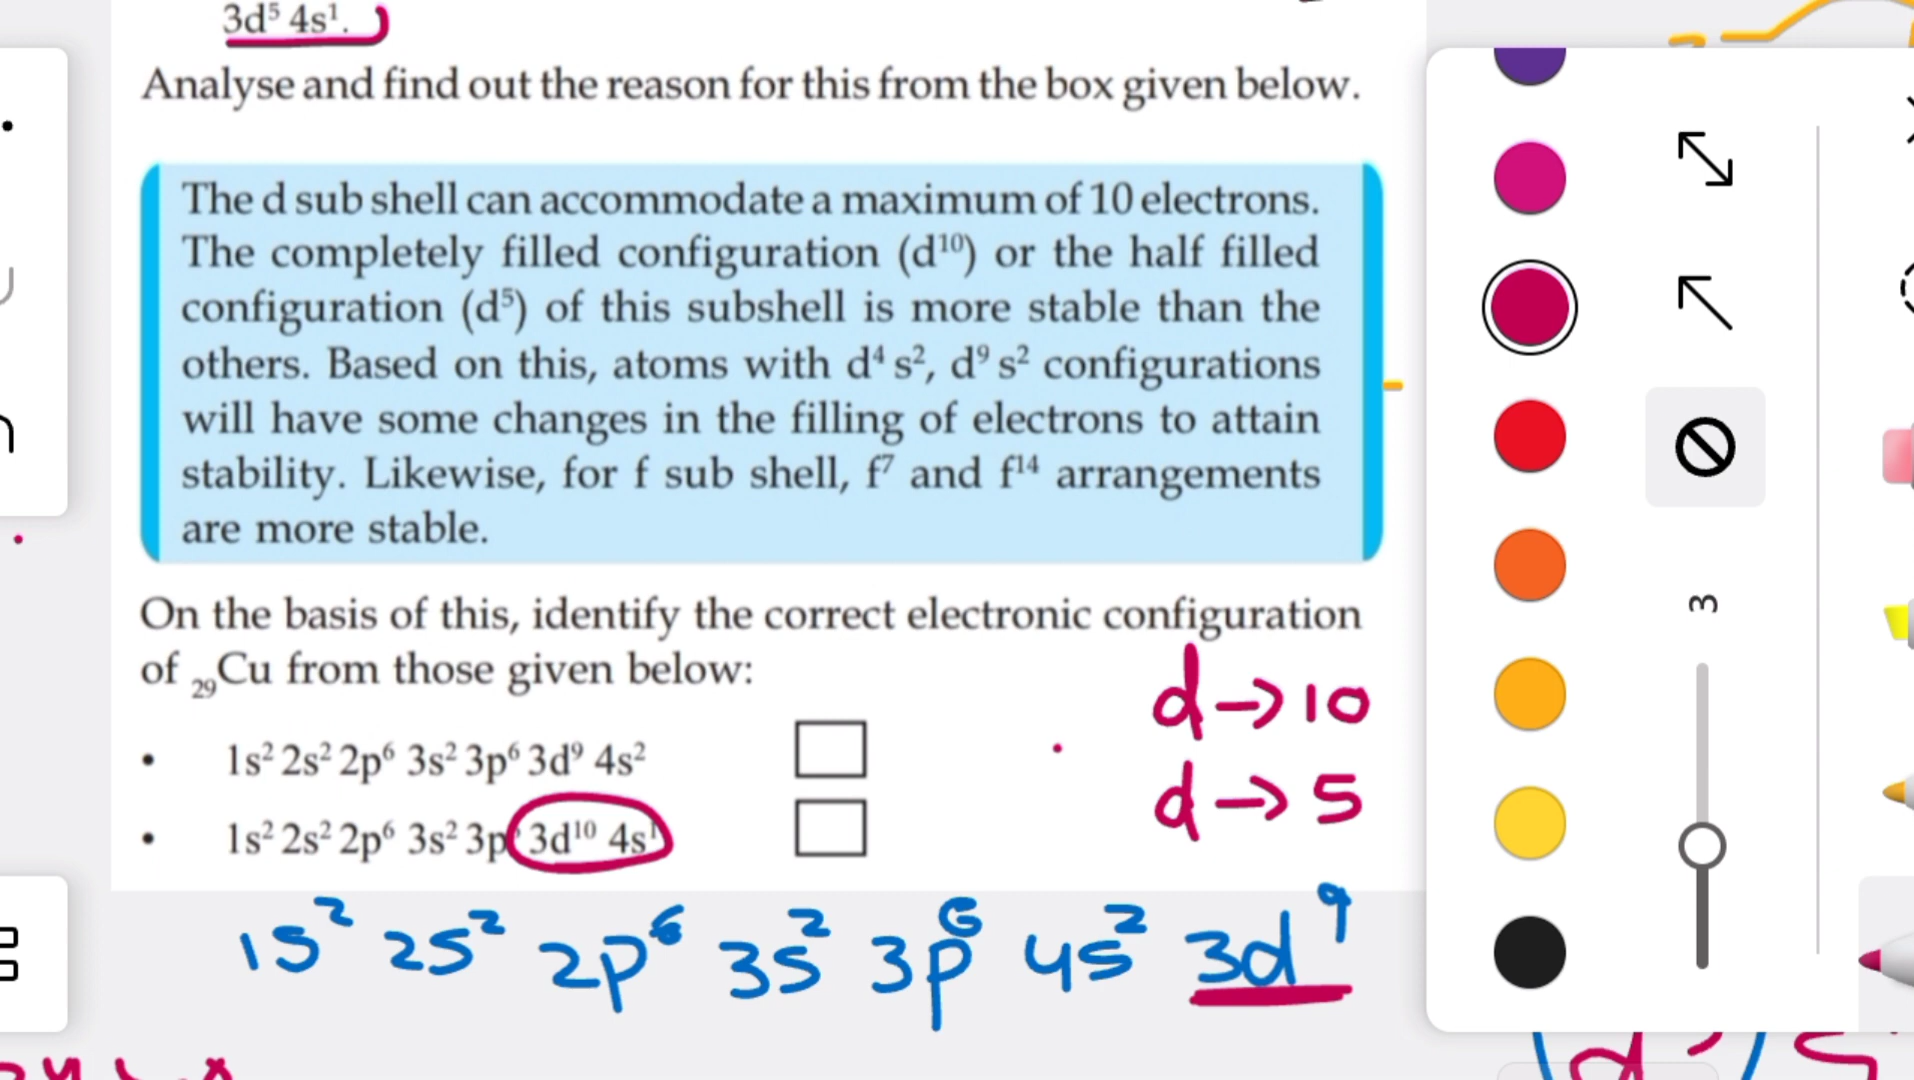 3d⁵ 4s¹.
Analyse and find out the reason for this from the box given below.
The d sub shell can accommodate a maximum of 10 electrons.
The completely filled configuration (d¹⁰) or the half filled
configuration (d⁵) of this subshell is more stable than the
others. Based on this, atoms with d⁴ s², d⁹ s² configurations
will have some changes in the filling of electrons to attain
stability. Likewise, for f sub shell, f⁷ and f¹⁴ arrangements
are more stable.
On the basis of this, identify the correct electronic configuration
of ₂₉Cu from those given below:
d → 10
• 1s² 2s² 2p⁶ 3s² 3p⁶ 3d⁹ 4s²
d → 5
• 1s² 2s² 2p⁶ 3s² 3p 3d¹⁰ 4s¹
1s² 2s² 2p⁶ 3s² 3p⁶ 4s² 3d⁹
3